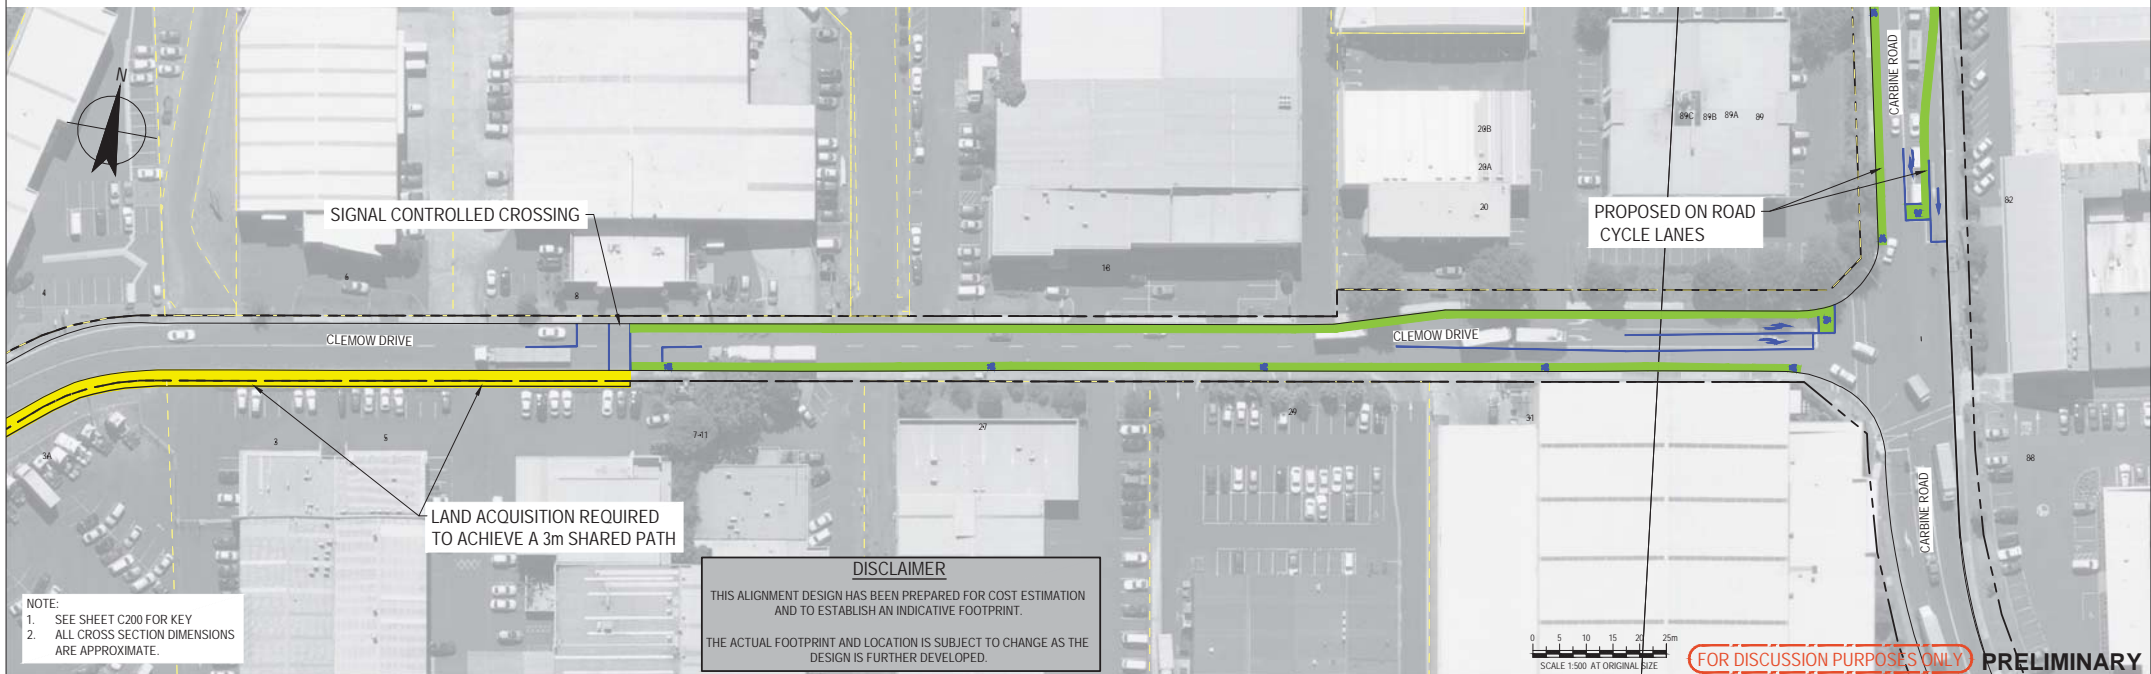 N
SIGNAL CONTROLLED CROSSING
PROPOSED ON ROAD
CYCLE LANES
CARBINE ROAD
20B
20A
20
89C 89B 89A 89
82
4
6
8
16
CLEMOW DRIVE
CLEMOW DRIVE
3A
3
5
7-11
27
29
31
88
CARBINE ROAD
LAND ACQUISITION REQUIRED
TO ACHIEVE A 3m SHARED PATH
DISCLAIMER
THIS ALIGNMENT DESIGN HAS BEEN PREPARED FOR COST ESTIMATION
AND TO ESTABLISH AN INDICATIVE FOOTPRINT.
THE ACTUAL FOOTPRINT AND LOCATION IS SUBJECT TO CHANGE AS THE
DESIGN IS FURTHER DEVELOPED.
NOTE:
1. SEE SHEET C200 FOR KEY
2. ALL CROSS SECTION DIMENSIONS
ARE APPROXIMATE.
0 5 10 15 20 25m
SCALE 1:500 AT ORIGINAL SIZE
FOR DISCUSSION PURPOSES ONLY
PRELIMINARY